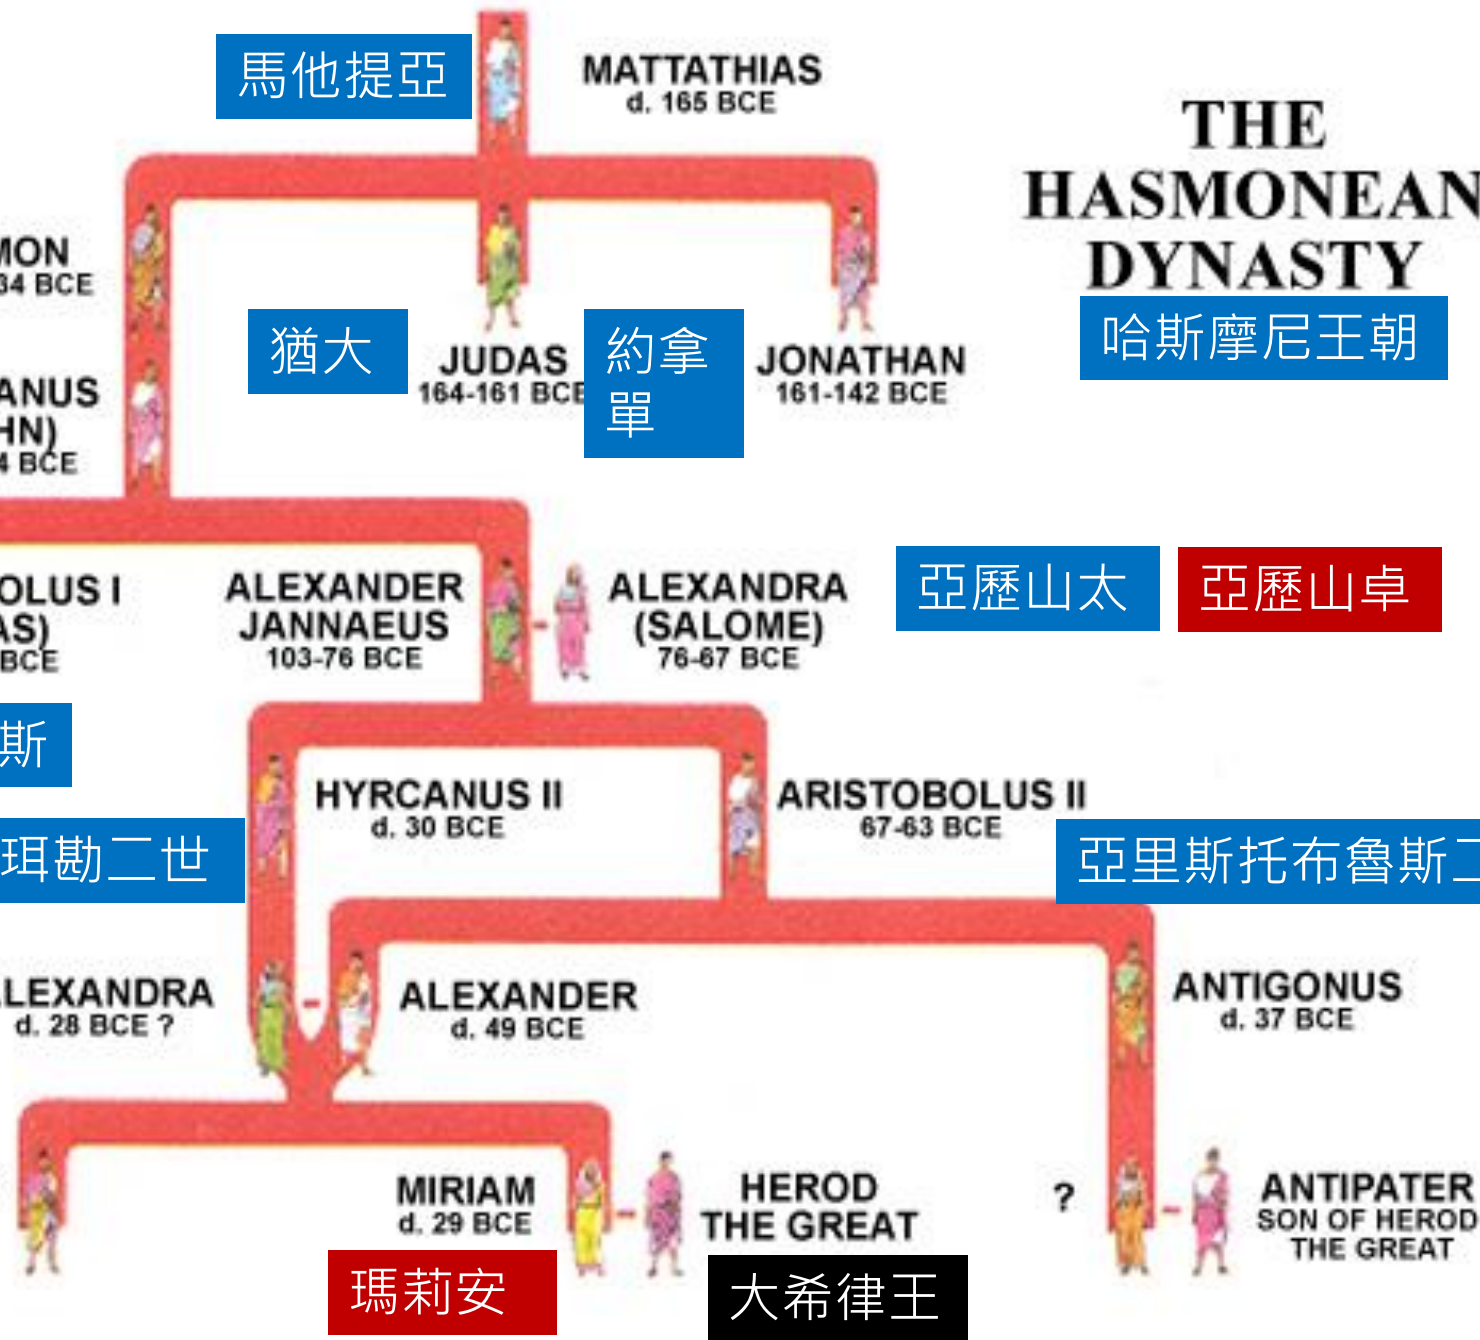 馬他提亞
MATTATHIAS
d. 165 BCE
THE
HASMONEAN
DYNASTY
哈斯摩尼王朝
MON
34 BCE
猶大
JUDAS
164-161 BCE
約拿
單
JONATHAN
161-142 BCE
ANUS
HN)
4 BCE
OLUS I
AS)
BCE
ALEXANDER
JANNAEUS
103-76 BCE
ALEXANDRA
(SALOME)
76-67 BCE
亞歷山太
亞歷山卓
斯
HYRCANUS II
d. 30 BCE
ARISTOBOLUS II
67-63 BCE
珥勘二世
亞里斯托布魯斯二
LEXANDRA
d. 28 BCE ?
ALEXANDER
d. 49 BCE
ANTIGONUS
d. 37 BCE
MIRIAM
d. 29 BCE
HEROD
THE GREAT
?
ANTIPATER
SON OF HEROD
THE GREAT
瑪莉安
大希律王